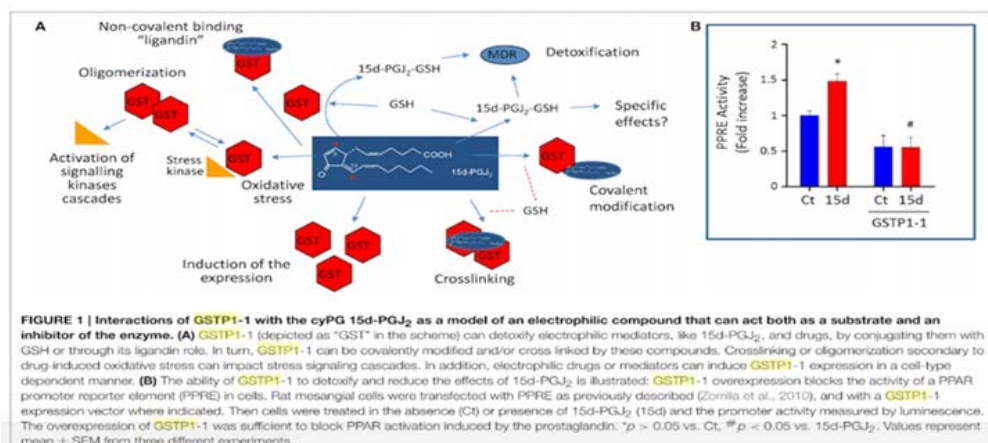 A
Non-covalent binding
"ligandin"
GST
Oligomerization
GST
GST
Activation of
signalling
kinases
cascades
Stress
kinase
GST
Oxidative
stress
GST
15d-PGJ2-GSH
GSH
MDR
Detoxification
15d-PGJ2-GSH
Specific
effects?
COOH
O
15d-PGJ2
GST
Covalent
modification
GSH
GST
GST
GST
Induction of the
expression
GST
GST
Crosslinking
B
PPRE Activity
(Fold increase)
2
1.5
1
0.5
0
*
#
Ct
15d
Ct
15d
GSTP1-1
FIGURE 1 | Interactions of GSTP1-1 with the cyPG 15d-PGJ2 as a model of an electrophilic compound that can act both as a substrate and an
inhibitor of the enzyme. (A) GSTP1-1 (depicted as "GST" in the scheme) can detoxify electrophilic mediators, like 15d-PGJ2, and drugs, by conjugating them with
GSH or through its ligandin role. In turn, GSTP1-1 can be covalently modified and/or cross linked by these compounds. Crosslinking or oligomerization secondary to
drug-induced oxidative stress can impact stress signaling cascades. In addition, electrophilic drugs or mediators can induce GSTP1-1 expression in a cell-type
dependent manner. (B) The ability of GSTP1-1 to detoxify and reduce the effects of 15d-PGJ2 is illustrated: GSTP1-1 overexpression blocks the activity of a PPAR
promoter reporter element (PPRE) in cells. Rat mesangial cells were transfected with PPRE as previously described (Zorrilla et al., 2010), and with a GSTP1-1
expression vector where indicated. Then cells were treated in the absence (Ct) or presence of 15d-PGJ2 (15d) and the promoter activity measured by luminescence.
The overexpression of GSTP1-1 was sufficient to block PPAR activation induced by the prostaglandin. *p > 0.05 vs. Ct, #p < 0.05 vs. 15d-PGJ2. Values represent
mean ± SEM from three different experiments.